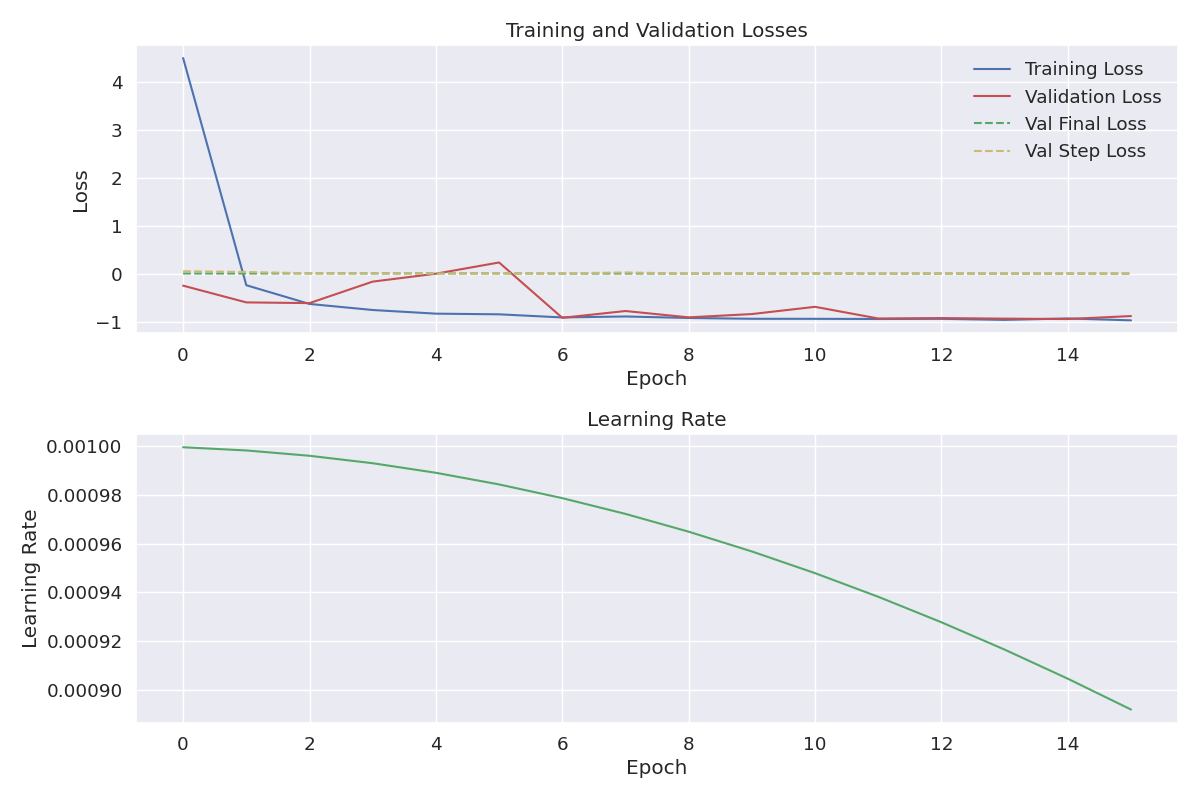 Training and Validation Losses
4
3
2
1
0
−1
Loss
Training Loss
Validation Loss
Val Final Loss
Val Step Loss
0 2 4 6 8 10 12 14
Epoch
Learning Rate
0.00100
0.00098
0.00096
0.00094
0.00092
0.00090
Learning Rate
0 2 4 6 8 10 12 14
Epoch